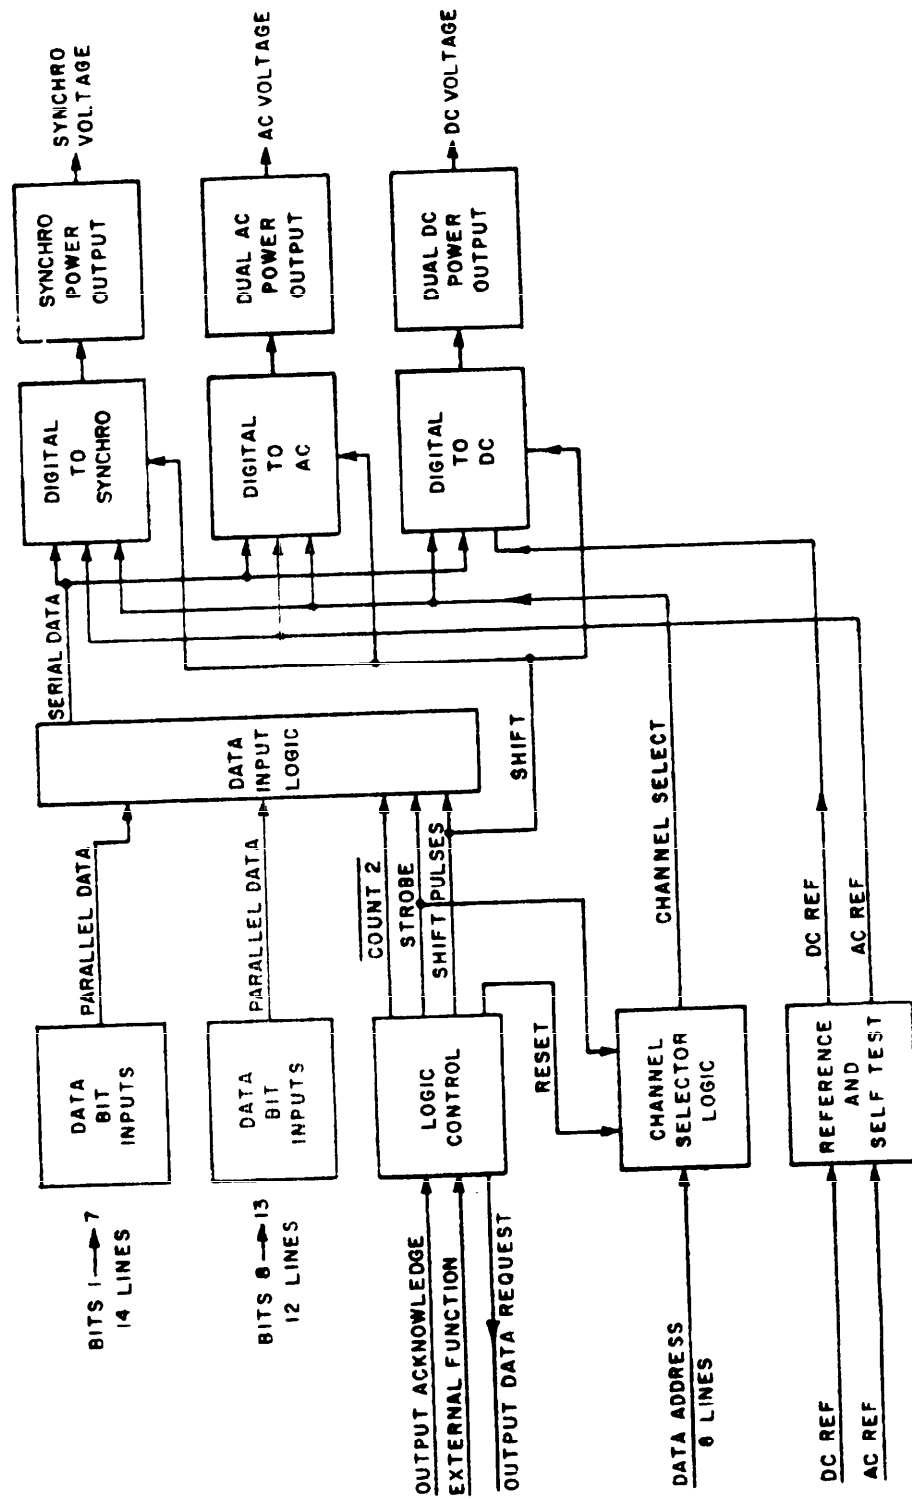 BITS 1 → 7
14 LINES
DATA
BIT
INPUTS
PARALLEL DATA
BITS 8 → 13
12 LINES
DATA
BIT
INPUTS
PARALLEL DATA
DATA
INPUT
LOGIC
SERIAL DATA
DIGITAL
TO
SYNCHRO
SYNCHRO
POWER
OUTPUT
SYNCHRO
VOLTAGE
DIGITAL
TO
AC
DUAL AC
POWER
OUTPUT
AC VOLTAGE
DIGITAL
TO
DC
DUAL DC
POWER
OUTPUT
DC VOLTAGE
OUTPUT ACKNOWLEDGE
EXTERNAL FUNCTION
OUTPUT DATA REQUEST
LOGIC
CONTROL
COUNT 2
STROBE
SHIFT PULSES
SHIFT
RESET
DATA ADDRESS
8 LINES
CHANNEL
SELECTOR
LOGIC
CHANNEL SELECT
DC REF
AC REF
REFERENCE
AND
SELF TEST
DC REF
AC REF